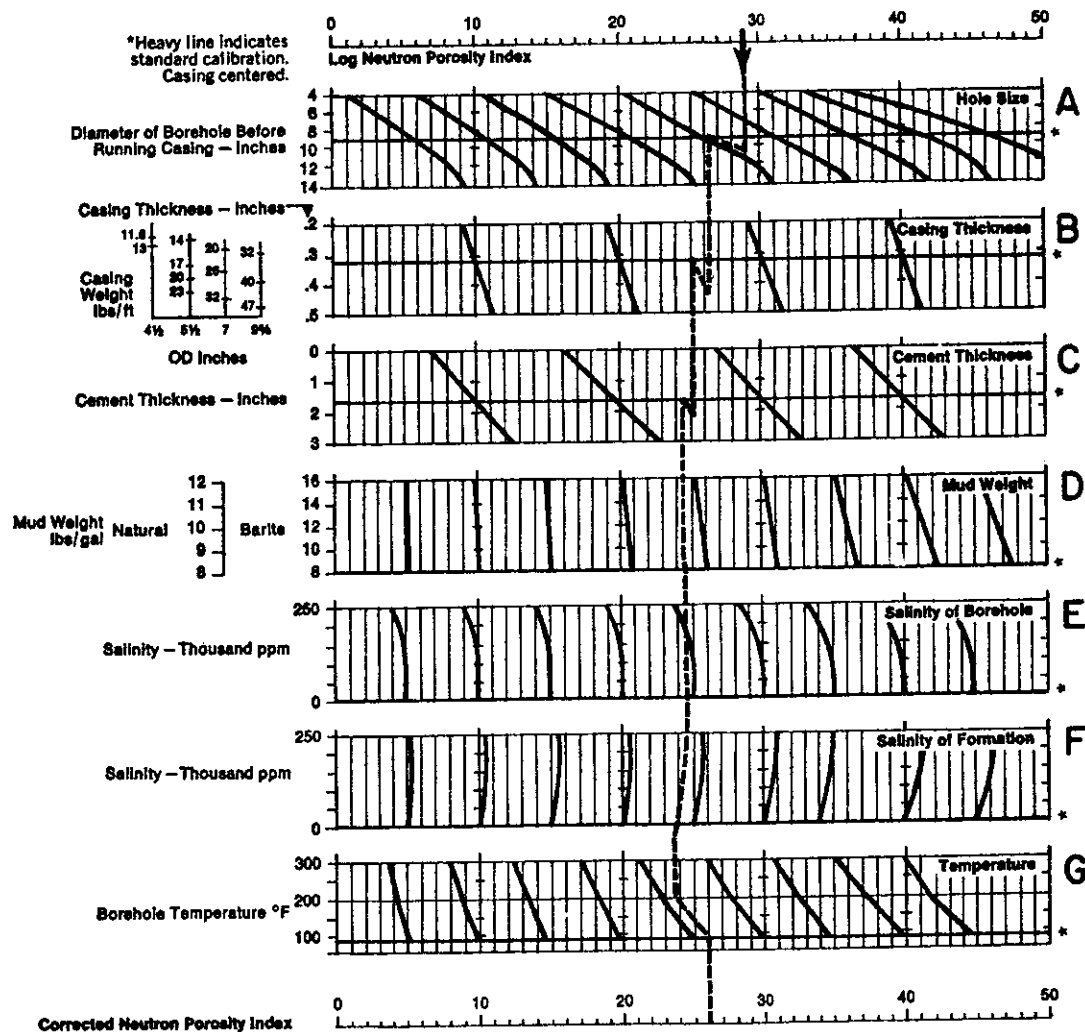 0 10 20 30 40 50
*Heavy line indicates
standard calibration.
Casing centered.
Log Neutron Porosity Index
A
Hole Size
4
6
8
10
12
14
Diameter of Borehole Before
Running Casing – Inches
*
B
Casing Thickness – Inches
Casing Thickness
.2
.3
.4
.5
*
11.6
13
14
17
20
23
20
26
32
32
40
47
Casing
Weight
lbs/ft
4½ 5½ 7 9⅝
OD Inches
C
Cement Thickness
0
1
2
3
Cement Thickness – Inches
*
D
Mud Weight
16
14
12
10
8
12
11
10
9
8
Mud Weight
lbs/gal
Natural
Barite
*
E
Salinity of Borehole
250
0
Salinity – Thousand ppm
*
F
Salinity of Formation
250
0
Salinity – Thousand ppm
*
G
Temperature
300
200
100
Borehole Temperature °F
*
0 10 20 30 40 50
Corrected Neutron Porosity Index